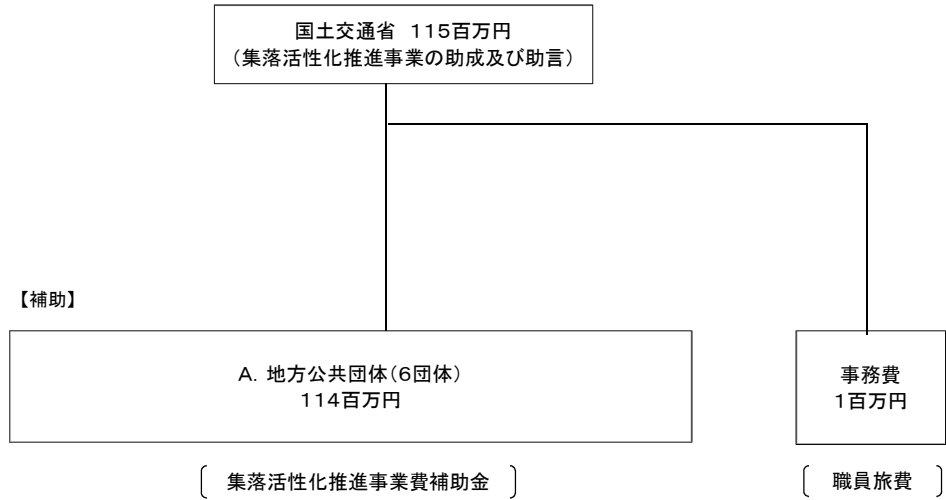 国土交通省　115百万円
（集落活性化推進事業の助成及び助言）
【補助】
A．地方公共団体（6団体）
114百万円
事務費
1百万円
集落活性化推進事業費補助金
職員旅費